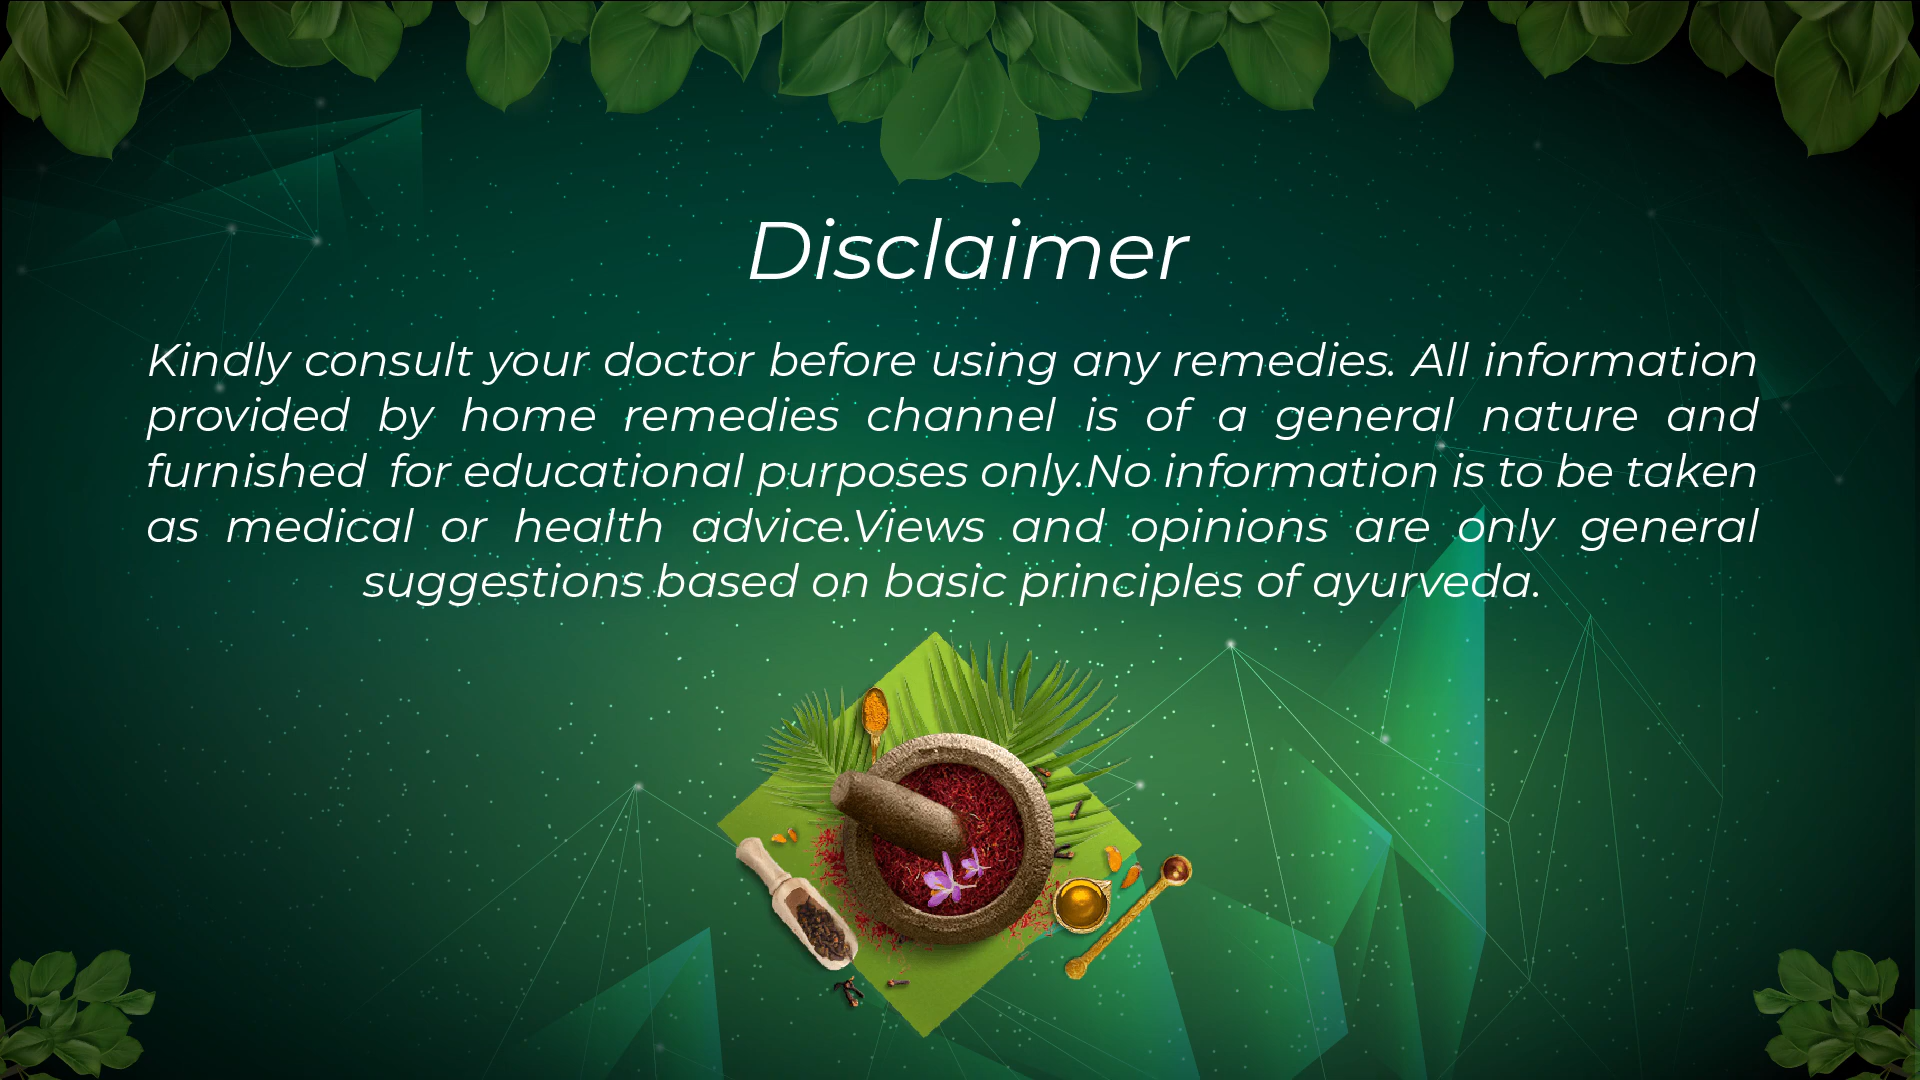 Disclaimer
Kindly consult your doctor before using any remedies. All information
provided by home remedies channel is of a general nature and
furnished for educational purposes only.No information is to be taken
as medical or health advice.Views and opinions are only general
suggestions based on basic principles of ayurveda.